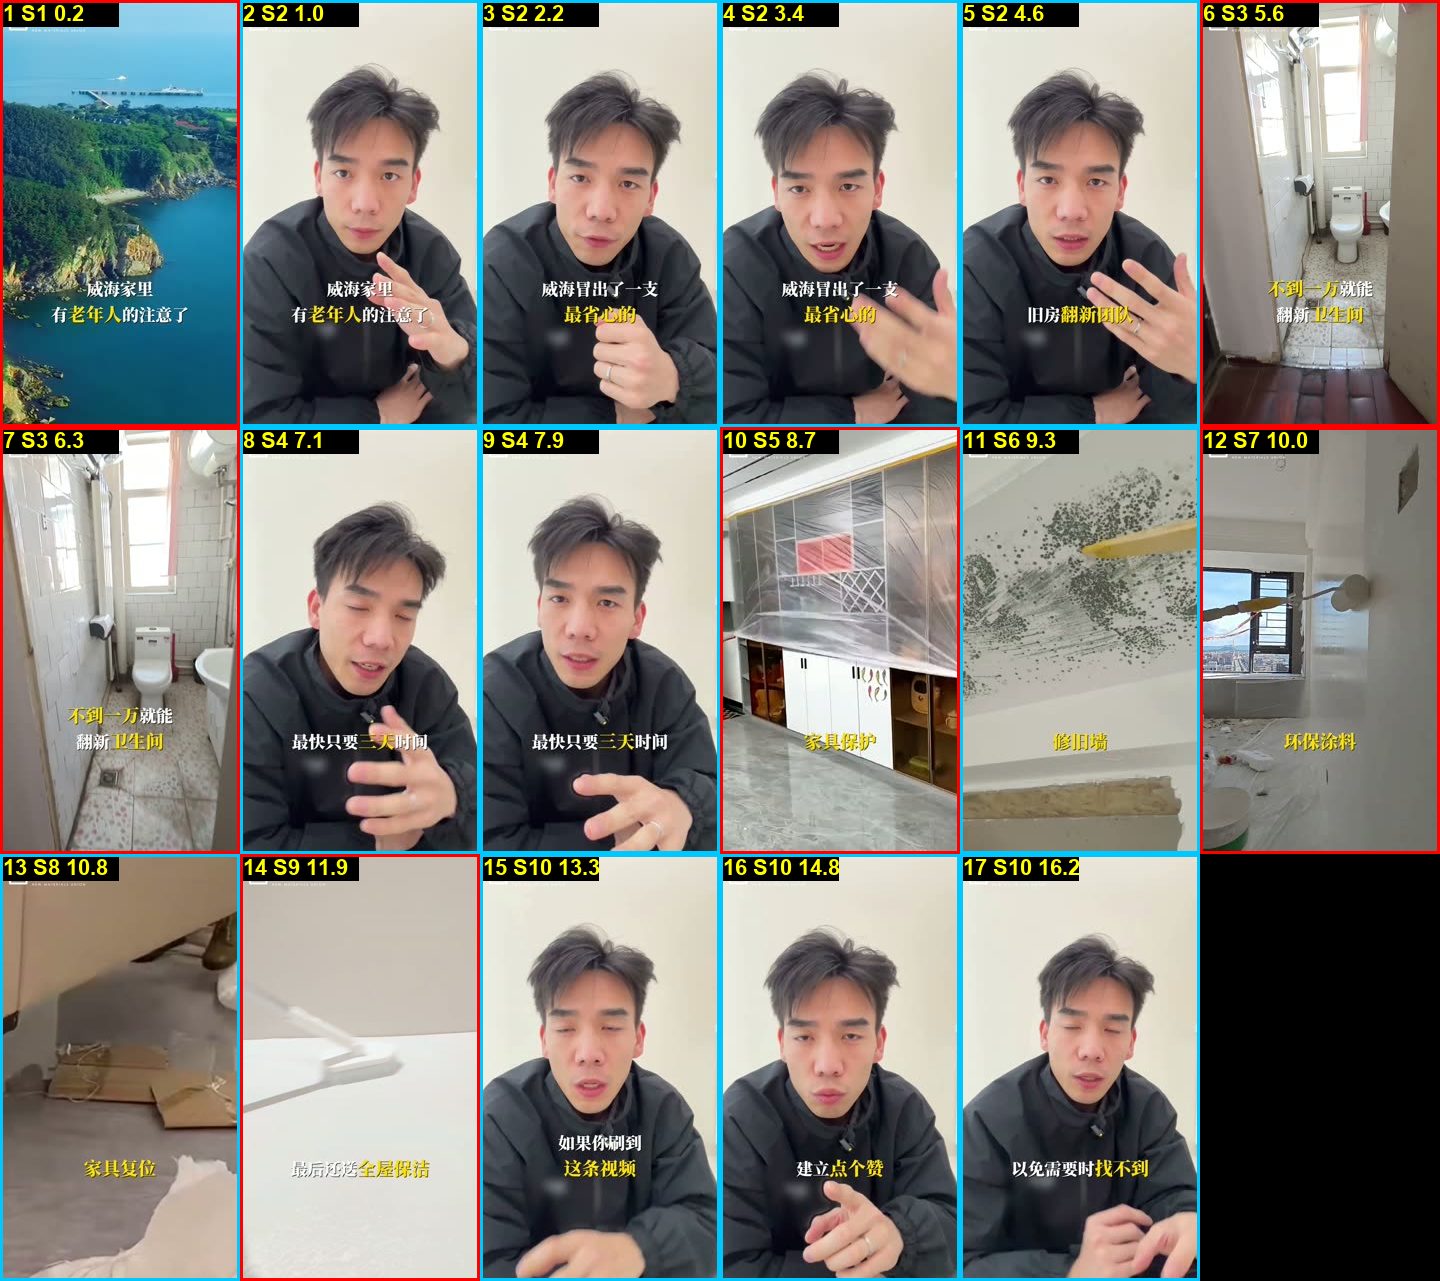 1 S1 0.2
威海家里
有老年人的注意了
2 S2 1.0
威海家里
有老年人的注意了
3 S2 2.2
威海冒出了一支
最省心的
4 S2 3.4
威海冒出了一支
最省心的
5 S2 4.6
旧房翻新团队
6 S3 5.6
不到一万就能
翻新卫生间
7 S3 6.3
不到一万就能
翻新卫生间
8 S4 7.1
最快只要三天时间
9 S4 7.9
最快只要三天时间
10 S5 8.7
家具保护
11 S6 9.3
修旧墙
12 S7 10.0
NEW MATERIALS UNION
环保涂料
13 S8 10.8
NEW MATERIALS UNION
家具复位
14 S9 11.9
最后还送全屋保洁
15 S10 13.3
如果你刷到
这条视频
16 S10 14.8
建立点个赞
17 S10 16.2
以免需要时找不到